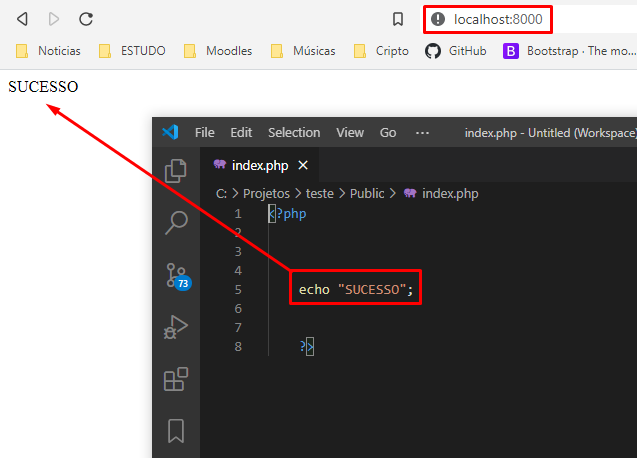 localhost:8000
Noticias ESTUDO Moodles Músicas Cripto GitHub Bootstrap · The mo...
SUCESSO
File Edit Selection View Go ··· index.php - Untitled (Workspace)
index.php
C: > Projetos > teste > Public > index.php
1 <?php
2
3
4
5 echo "SUCESSO";
6
7
8 ?>
73